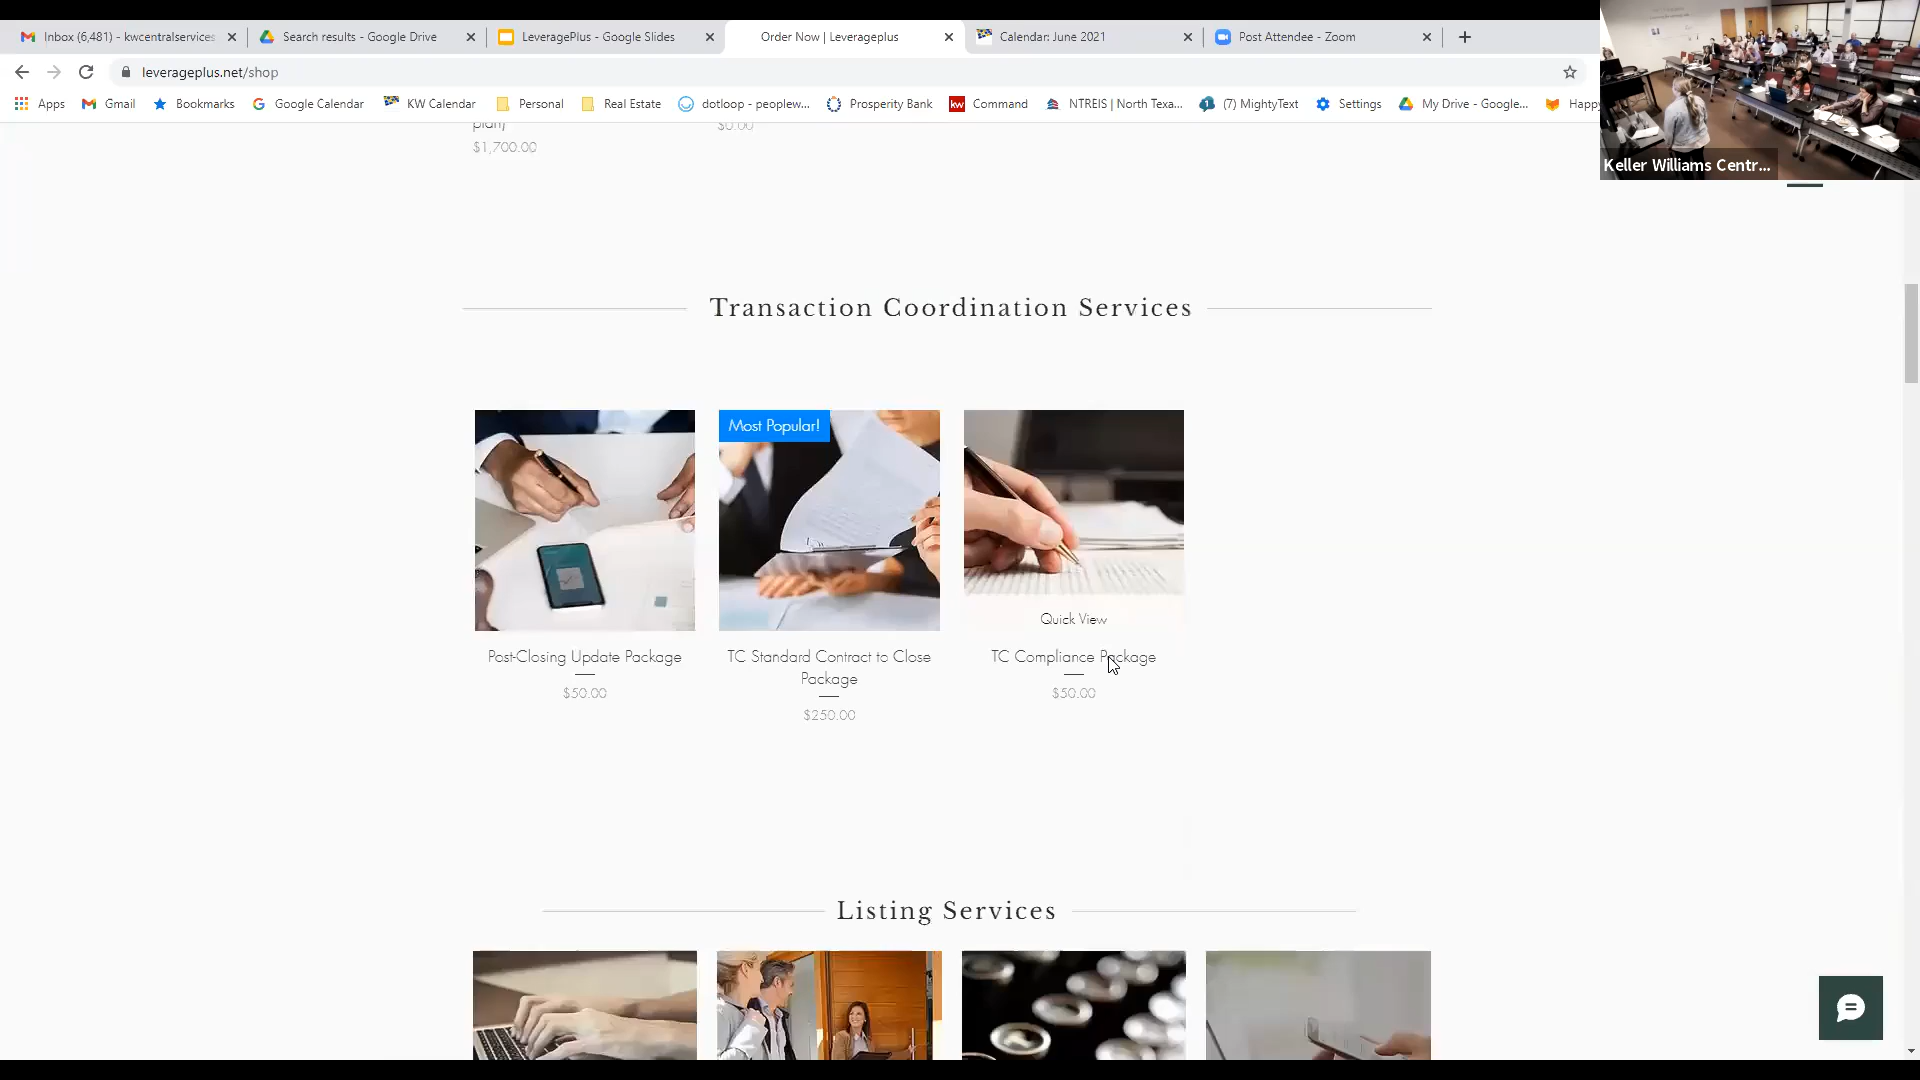 Inbox (6,481) - kwcentralservices
Search results - Google Drive
LeveragePlus - Google Slides
Order Now | Leverageplus
Calendar: June 2021
Post Attendee - Zoom
leverageplus.net/shop
Apps
Gmail
Bookmarks
Google Calendar
KW Calendar
Personal
Real Estate
dotloop - peoplew...
Prosperity Bank
kw
Command
NTREIS | North Texa...
(7) MightyText
Settings
My Drive - Google...
Happy
Keller Williams Centr...
plan)
$1,700.00
$0.00
Transaction Coordination Services
Most Popular!
Quick View
Post-Closing Update Package
$50.00
TC Standard Contract to Close
Package
$250.00
TC Compliance Package
$50.00
Listing Services